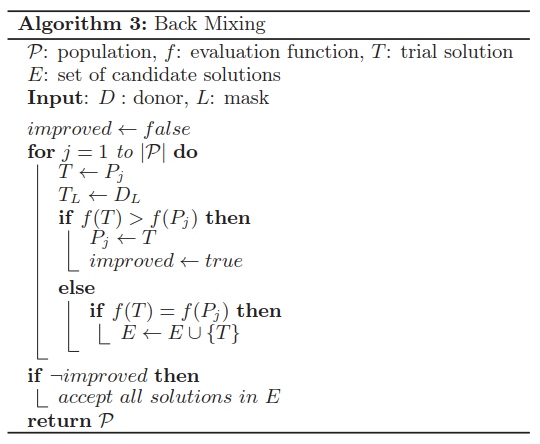 Algorithm 3: Back Mixing
𝒫: population, f: evaluation function, T: trial solution
E: set of candidate solutions
Input: D : donor, L: mask
improved ← false
for j = 1 to |𝒫| do
T ← P_j
T_L ← D_L
if f(T) > f(P_j) then
P_j ← T
improved ← true
else
if f(T) = f(P_j) then
E ← E ∪ {T}
if ¬improved then
accept all solutions in E
return 𝒫